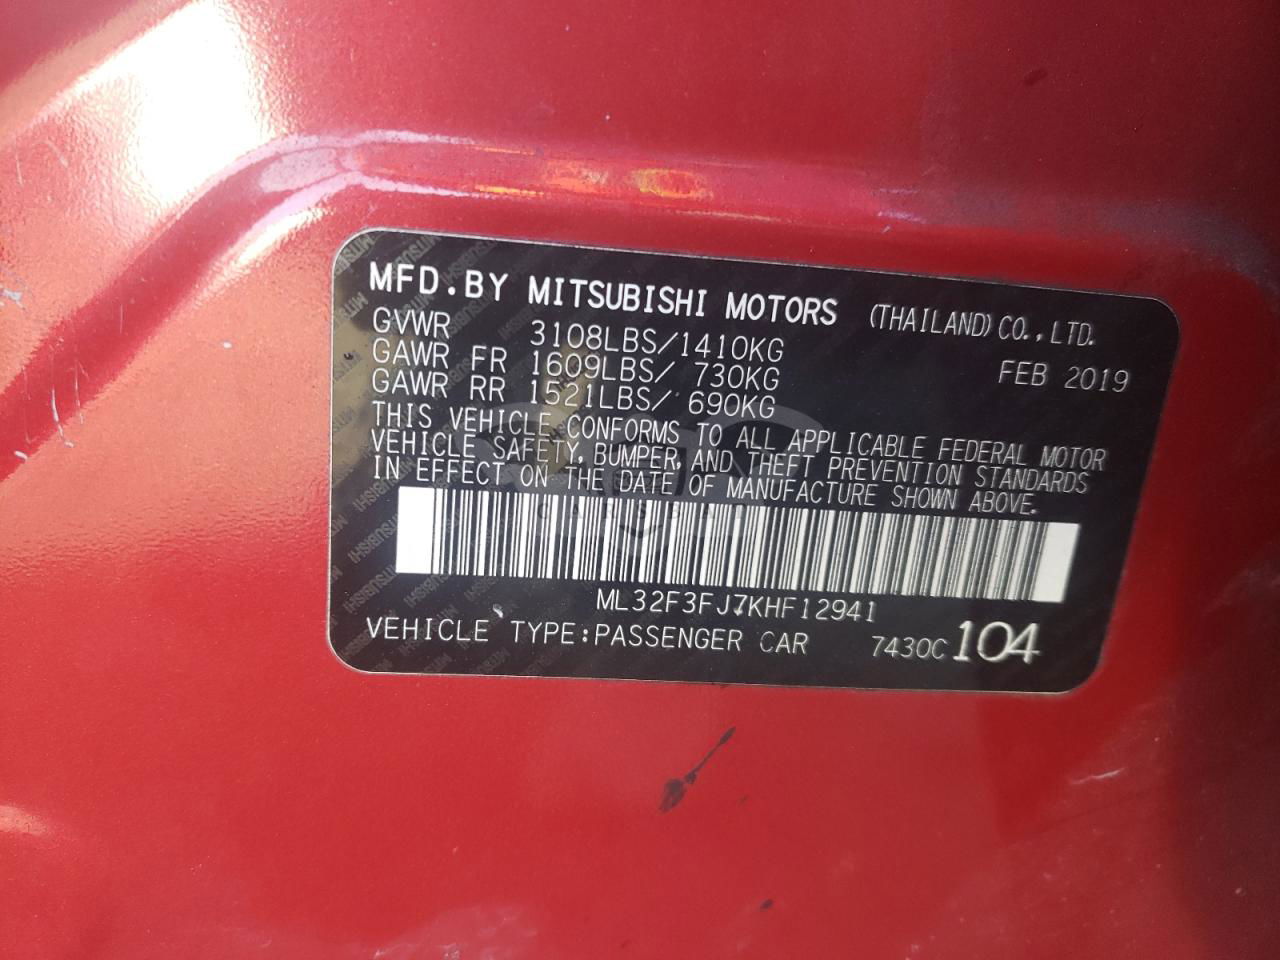 MFD.BY MITSUBISHI MOTORS (THAILAND)CO.,LTD.
GVWR 3108LBS/1410KG FEB 2019
GAWR FR 1609LBS/ 730KG
GAWR RR 1521LBS/ 690KG
THIS VEHICLE CONFORMS TO ALL APPLICABLE FEDERAL MOTOR
VEHICLE SAFETY, BUMPER, AND THEFT PREVENTION STANDARDS
IN EFFECT ON THE DATE OF MANUFACTURE SHOWN ABOVE.
ML32F3FJ7KHF12941
VEHICLE TYPE:PASSENGER CAR 7430C 104